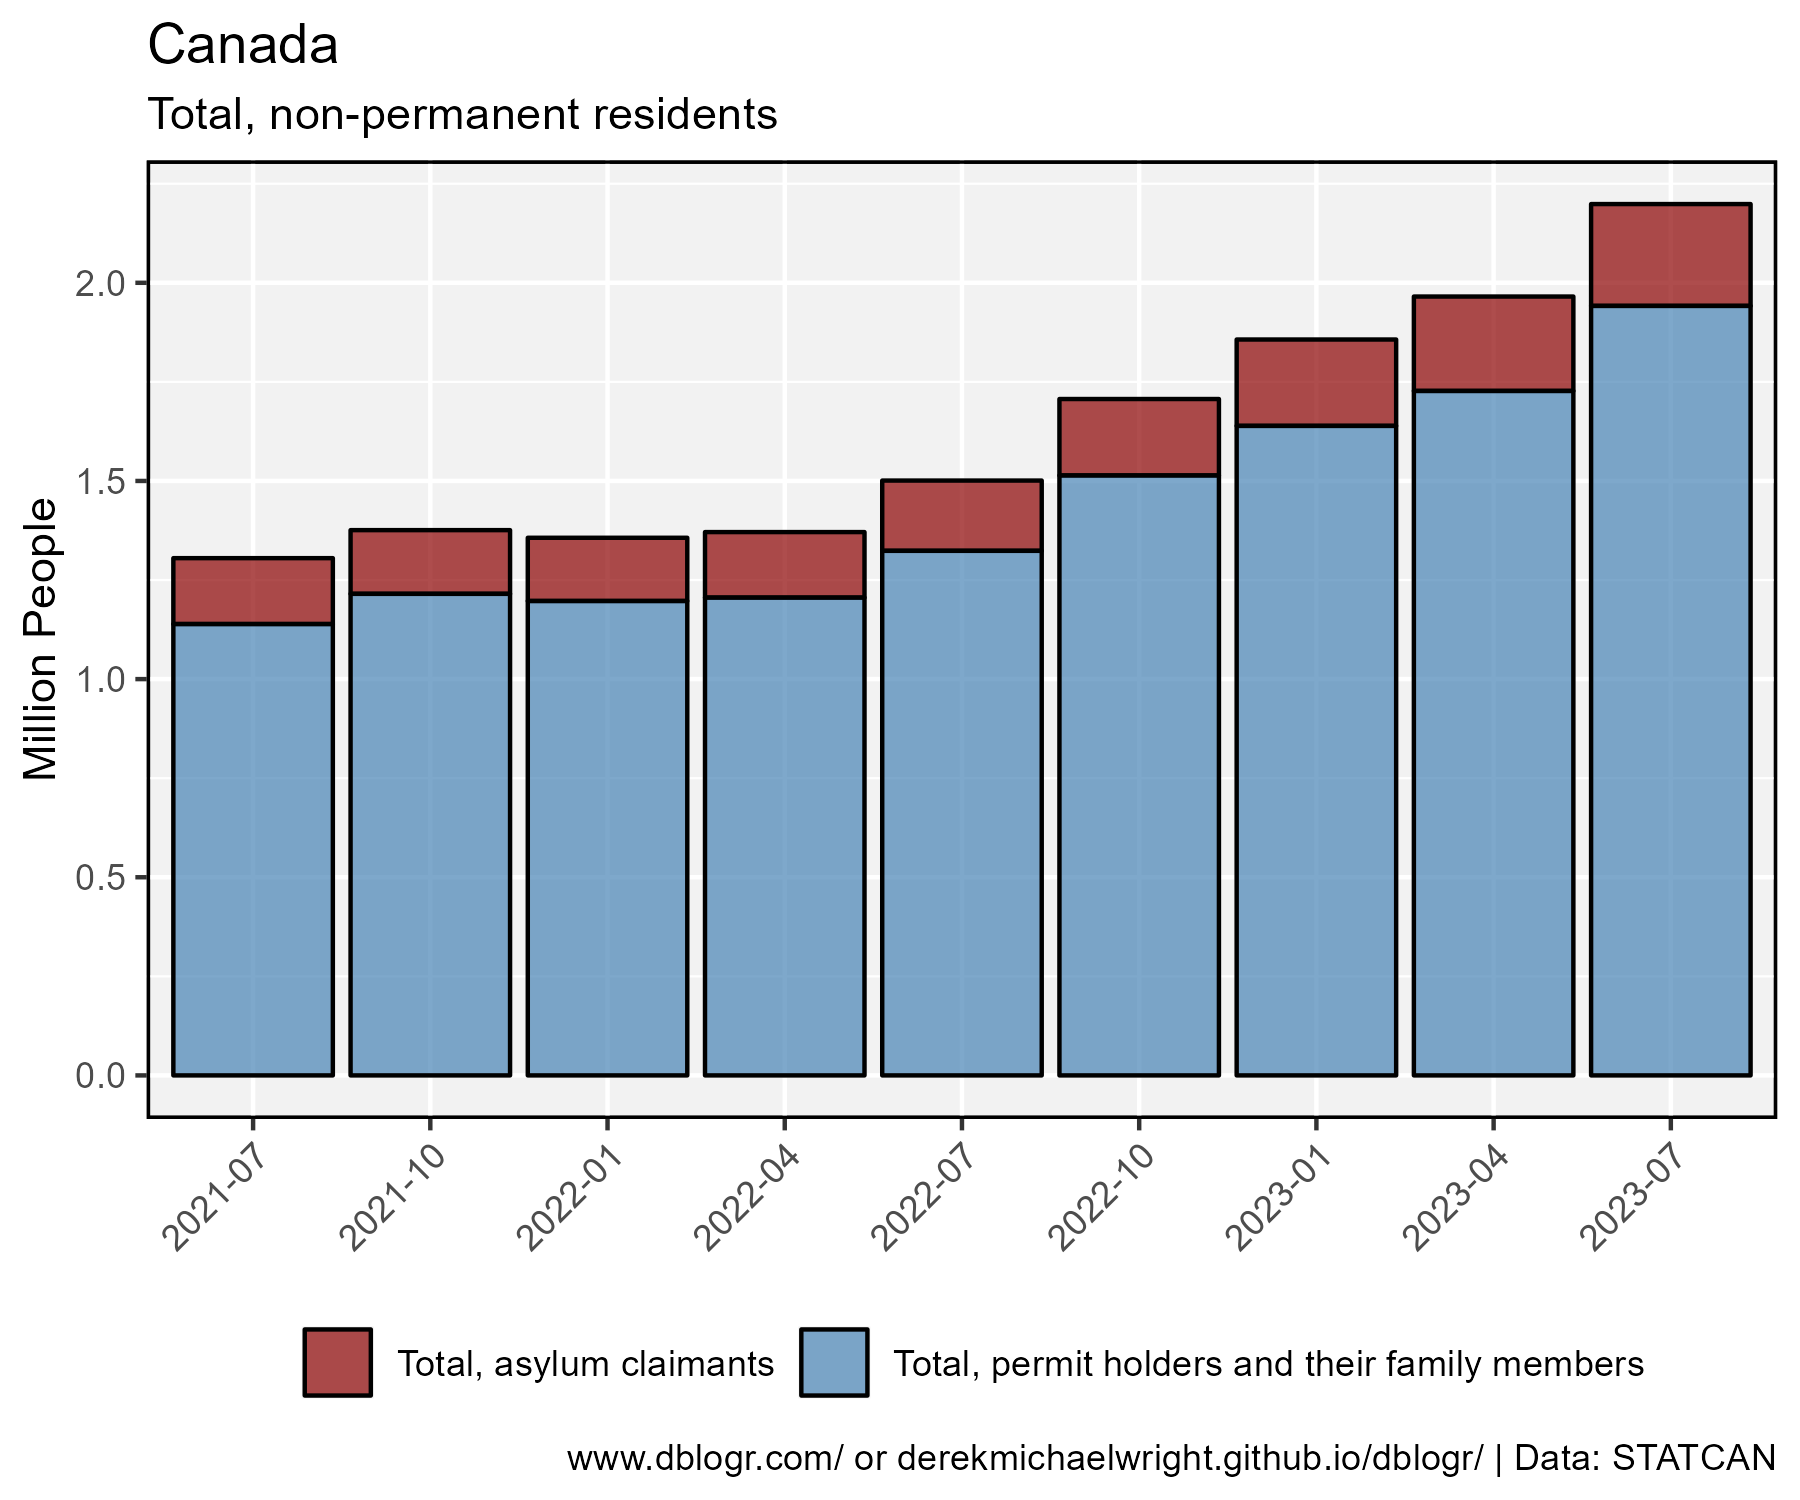 Canada
Total, non-permanent residents
Million People
2.0
1.5
1.0
0.5
0.0
2021-07
2021-10
2022-01
2022-04
2022-07
2022-10
2023-01
2023-04
2023-07
Total, asylum claimants
Total, permit holders and their family members
www.dblogr.com/ or derekmichaelwright.github.io/dblogr/ | Data: STATCAN